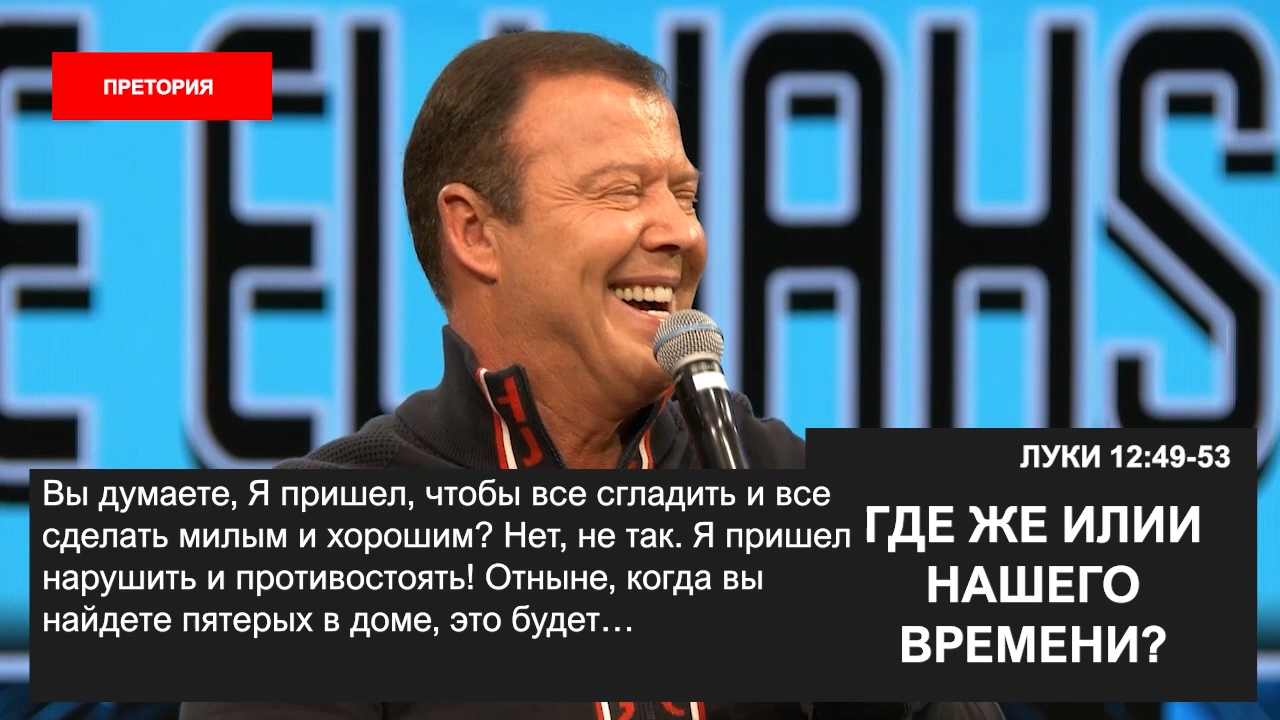 E ELIJAHS
ПРЕТОРИЯ
ЛУКИ 12:49-53
Вы думаете, Я пришел, чтобы все сгладить и все
сделать милым и хорошим? Нет, не так. Я пришел
нарушить и противостоять! Отныне, когда вы
найдете пятерых в доме, это будет…
ГДЕ ЖЕ ИЛИИ
НАШЕГО
ВРЕМЕНИ?